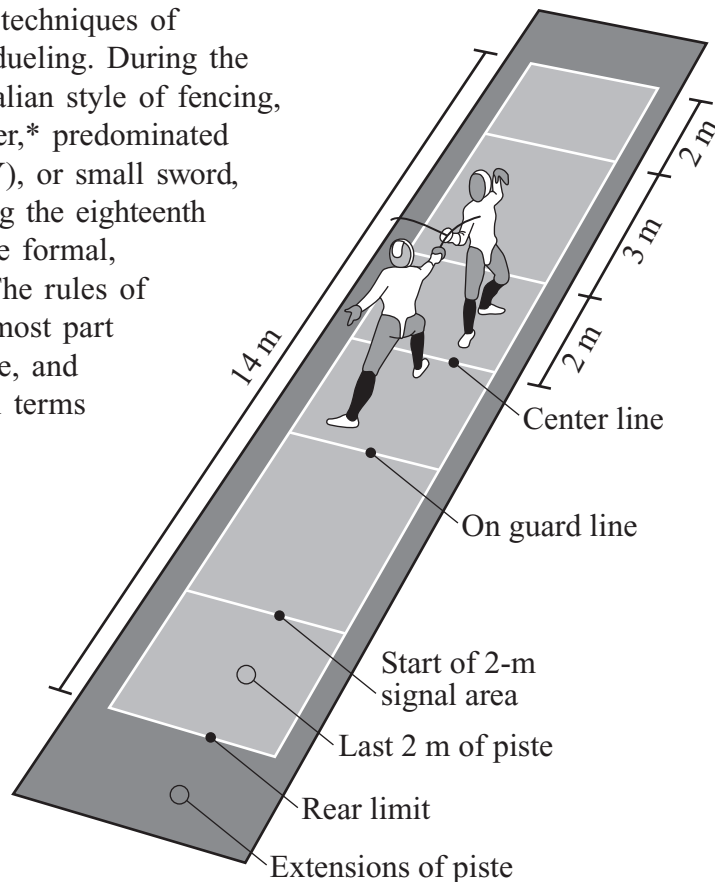 techniques of
dueling. During the
alian style of fencing,
er,* predominated
), or small sword,
g the eighteenth
e formal,
he rules of
most part
e, and
terms
14 m
2 m
3 m
2 m
Center line
On guard line
Start of 2-m
signal area
Last 2 m of piste
Rear limit
Extensions of piste